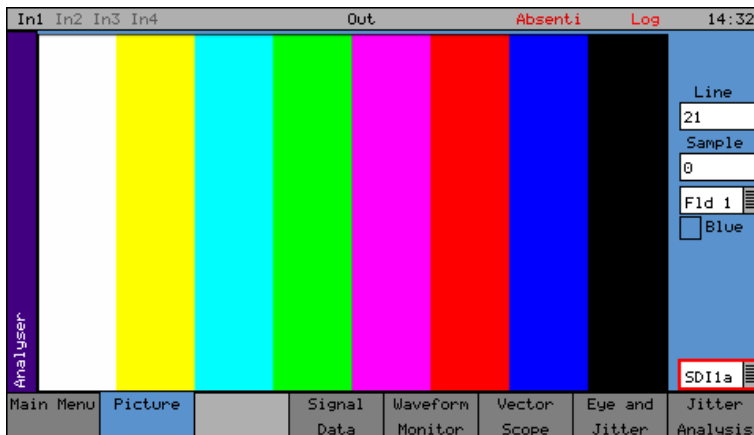 In1 In2 In3 In4 Out Absenti Log 14:32
Line
21
Sample
0
Fld 1
Blue
Analyser
SDI1a
Main Menu Picture Signal Data Waveform Monitor Vector Scope Eye and Jitter Jitter Analysis